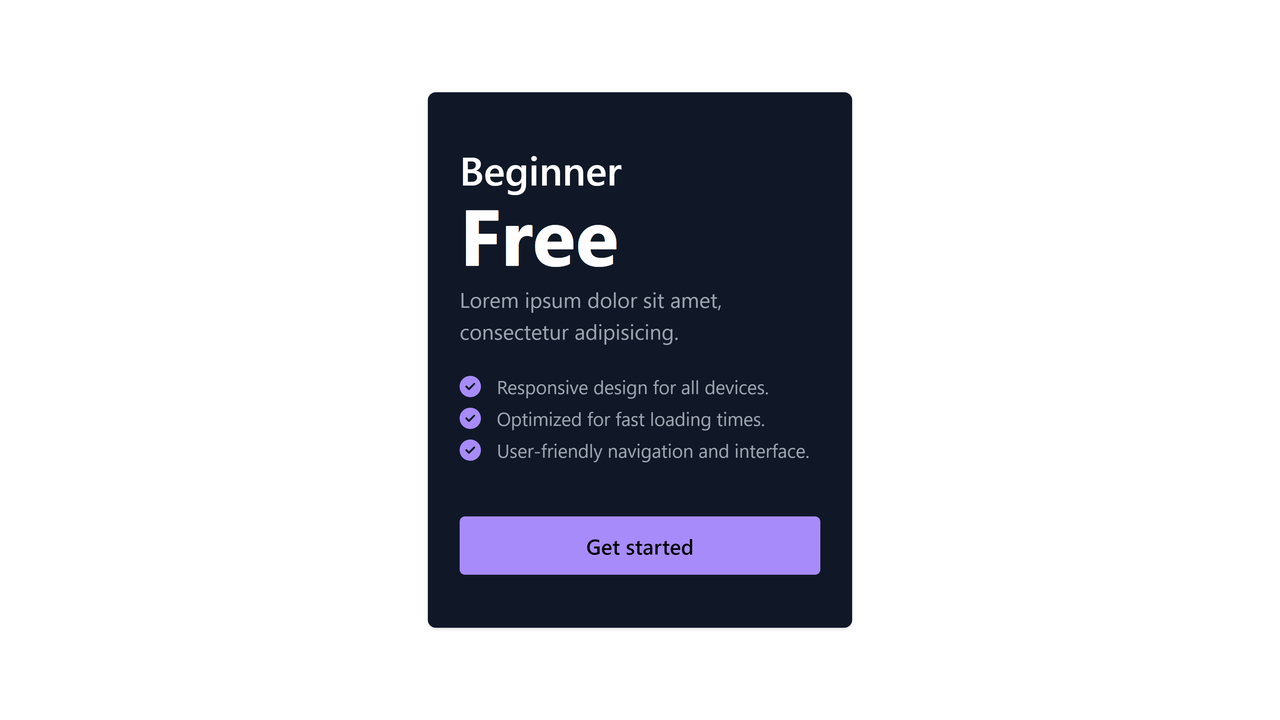 Beginner
Free
Lorem ipsum dolor sit amet,
consectetur adipisicing.
Responsive design for all devices.
Optimized for fast loading times.
User-friendly navigation and interface.
Get started